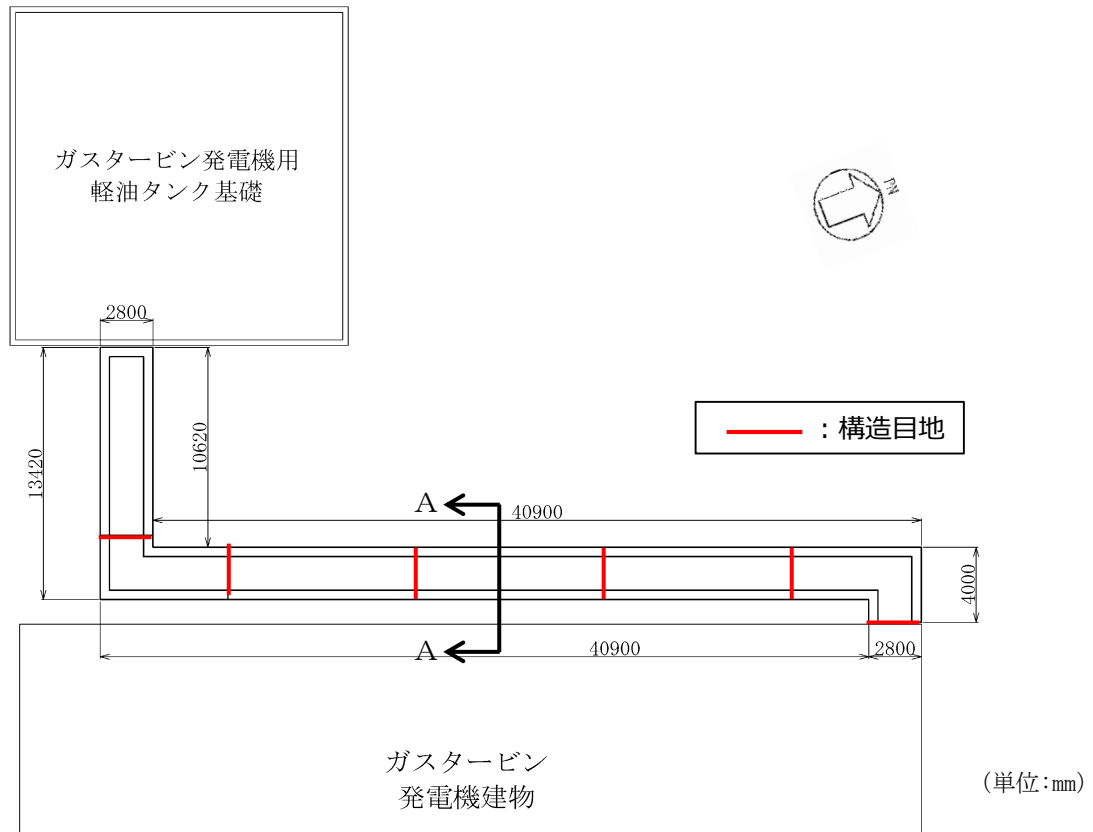 ガスタービン発電機用
軽油タンク基礎
PN
2800
13420
10620
：構造目地
A
40900
4000
A
40900
2800
ガスタービン
発電機建物
(単位:mm)